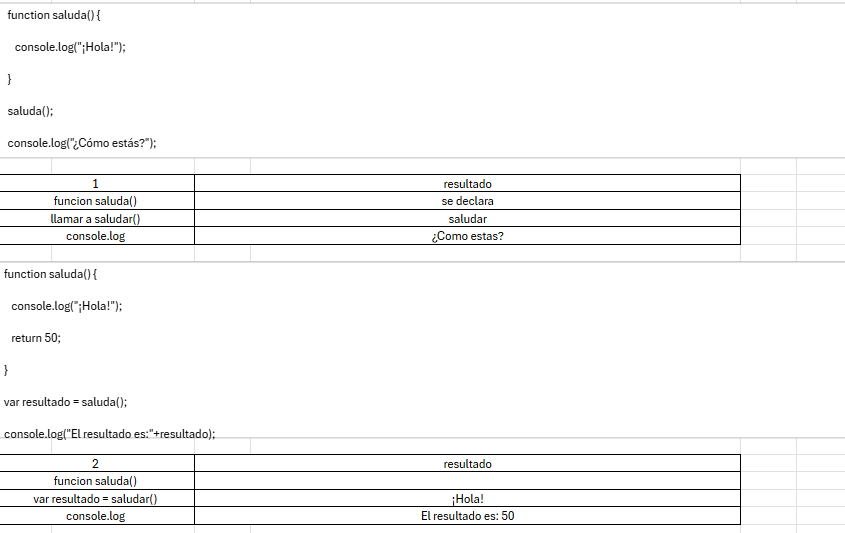 function saluda(){
console.log("¡Hola!");
}
saluda();
console.log("¿Cómo estás?");
1 resultado
funcion saluda() se declara
llamar a saludar() saludar
console.log ¿Como estas?
function saluda(){
console.log("¡Hola!");
return 50;
}
var resultado = saluda();
console.log("El resultado es:"+resultado);
2 resultado
funcion saluda()
var resultado = saludar() ¡Hola!
console.log El resultado es: 50